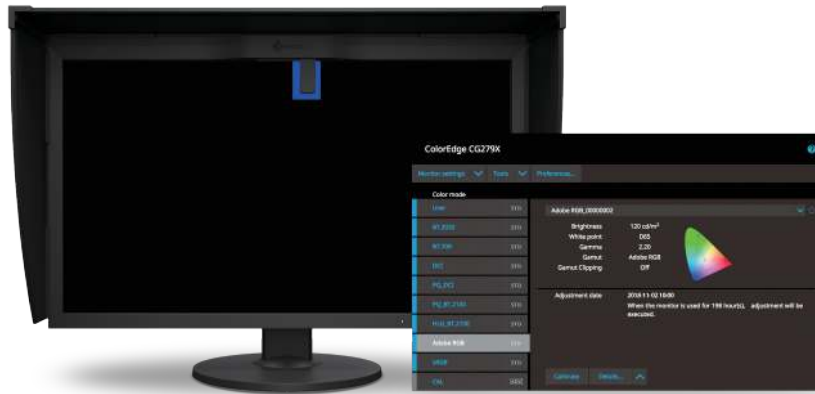 ColorEdge CG279X
Monitor settings Tools Preferences...
Color mode
User
BT.2020
BT.709
DCI
PQ_DCI
PQ_BT.2100
HLG_BT.2100
Adobe RGB
sRGB
CAL
Adobe RGB_00000002
Brightness 120 cd/m²
White point D65
Gamma 2.20
Gamut Adobe RGB
Gamut Clipping Off
Adjustment date 2018-11-02 10:00
When the monitor is used for 198 hour(s), adjustment will be
executed.
Calibrate Details...